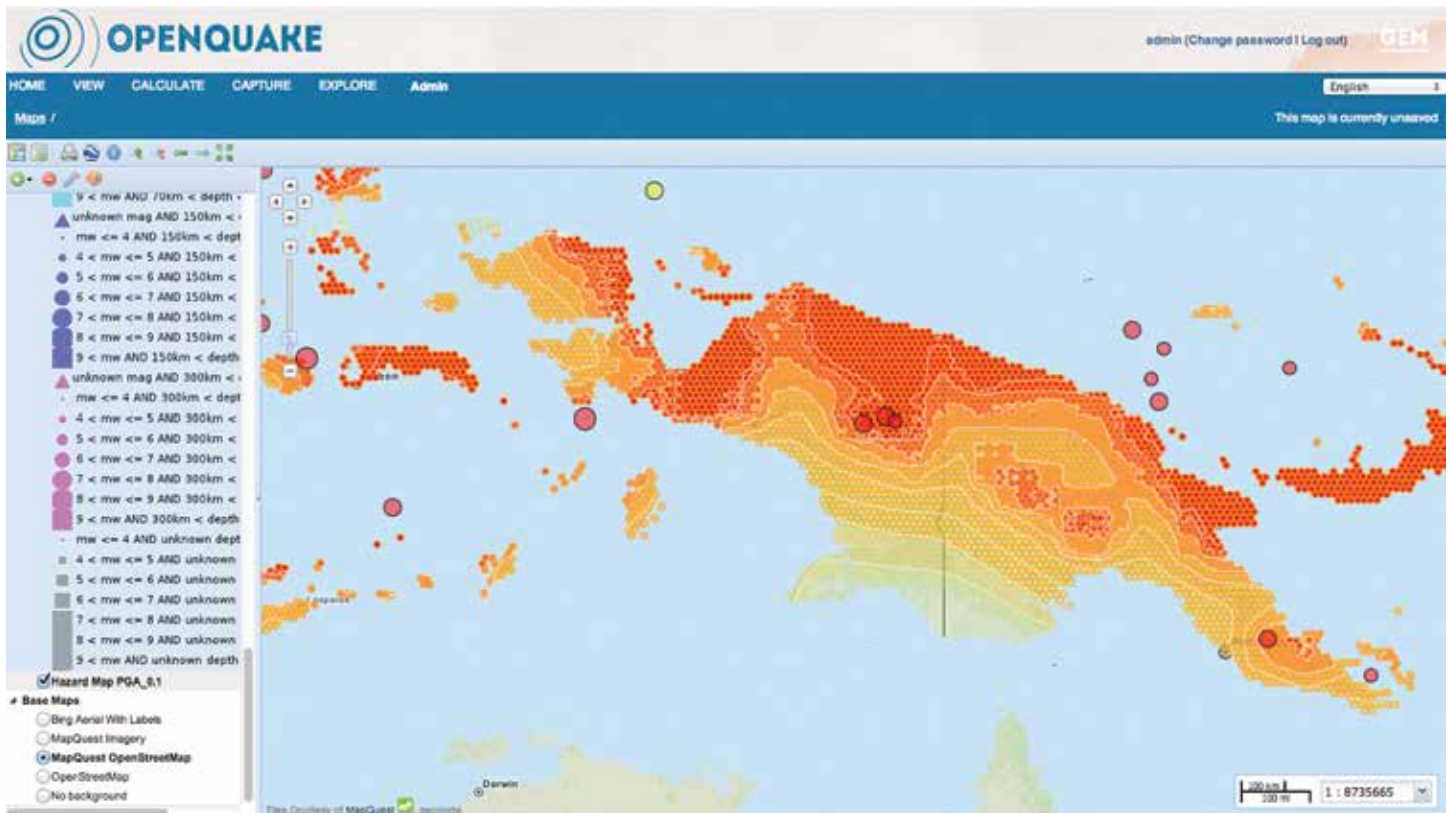 OPENQUAKE
admin (Change password | Log out)
GEM
HOME VIEW CALCULATE CAPTURE EXPLORE Admin
English
Maps /
This map is currently unsaved
9 < mw AND 70km < depth
unknown mag AND 150km <
mw <= 4 AND 150km < dept
4 < mw <= 5 AND 150km <
5 < mw <= 6 AND 150km <
6 < mw <= 7 AND 150km <
7 < mw <= 8 AND 150km <
8 < mw <= 9 AND 150km <
9 < mw AND 150km < depth
unknown mag AND 300km <
mw <= 4 AND 300km < dept
4 < mw <= 5 AND 300km <
5 < mw <= 6 AND 300km <
6 < mw <= 7 AND 300km <
7 < mw <= 8 AND 300km <
8 < mw <= 9 AND 300km <
9 < mw AND 300km < depth
mw <= 4 AND unknown dept
4 < mw <= 5 AND unknown
5 < mw <= 6 AND unknown
6 < mw <= 7 AND unknown
7 < mw <= 8 AND unknown
8 < mw <= 9 AND unknown
9 < mw AND unknown depth
Hazard Map PGA_0.1
Base Maps
Bing Aerial With Labels
MapQuest Imagery
MapQuest OpenStreetMap
OpenStreetMap
No background
Darwin
Tiles Courtesy of MapQuest
100 km
100 mi
1 : 8735665